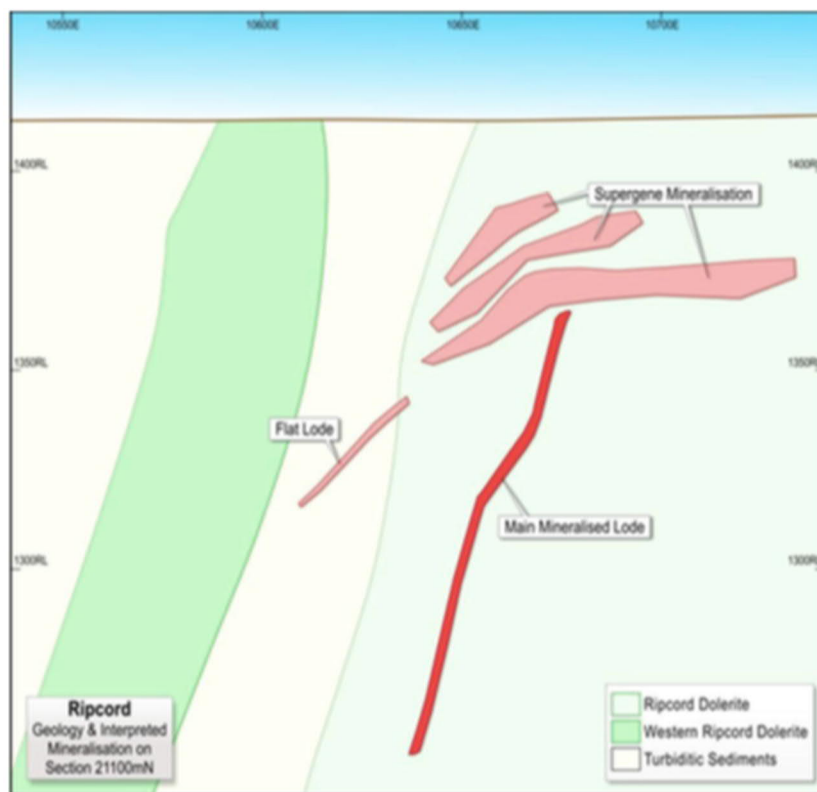 10550E
10600E
10650E
10700E
1400RL
1400RL
Supergene Mineralisation
1350RL
1350RL
Flat Lode
Main Mineralised Lode
1300RL
1300RL
Ripcord
Geology & Interpreted
Mineralisation on
Section 21100mN
Ripcord Dolerite
Western Ripcord Dolerite
Turbiditic Sediments